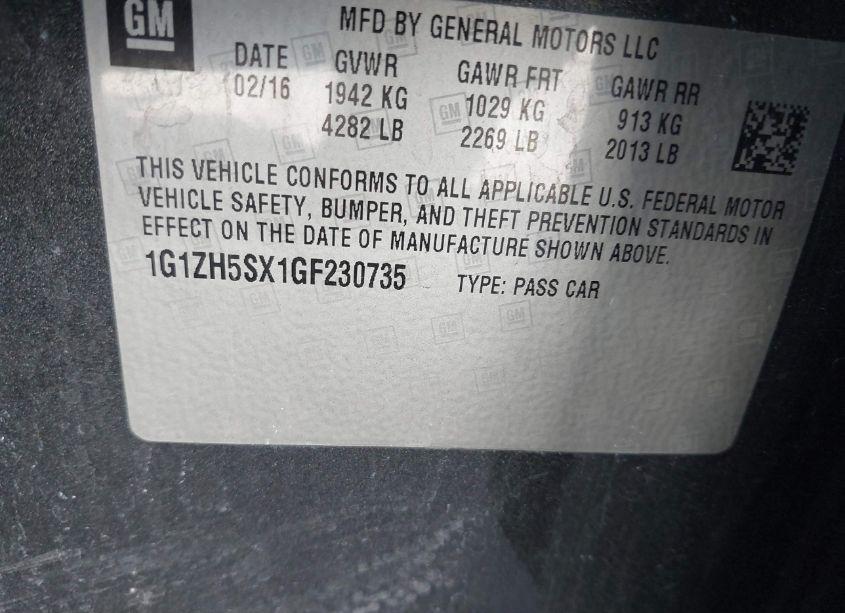 GM
MFD BY GENERAL MOTORS LLC
DATE GVWR GAWR FRT GAWR RR
02/16 1942 KG 1029 KG 913 KG
4282 LB 2269 LB 2013 LB
THIS VEHICLE CONFORMS TO ALL APPLICABLE U.S. FEDERAL MOTOR
VEHICLE SAFETY, BUMPER, AND THEFT PREVENTION STANDARDS IN
EFFECT ON THE DATE OF MANUFACTURE SHOWN ABOVE.
1G1ZH5SX1GF230735 TYPE: PASS CAR